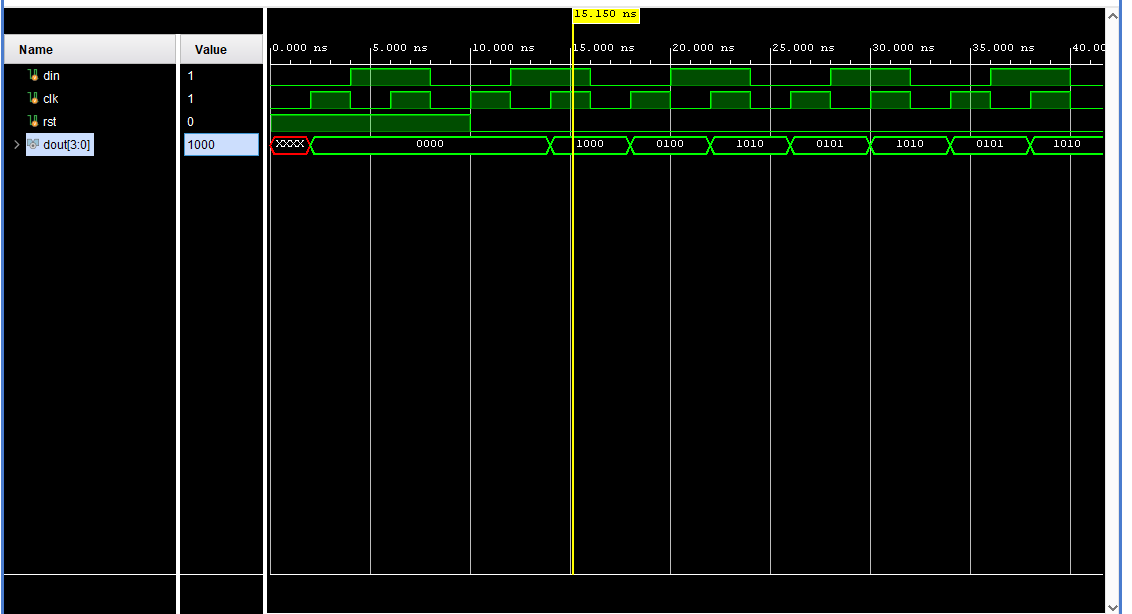 15.150 ns
Name Value
0.000 ns 5.000 ns 10.000 ns 15.000 ns 20.000 ns 25.000 ns 30.000 ns 35.000 ns 40.00
din 1
clk 1
rst 0
dout[3:0] 1000 XXXX 0000 1000 0100 1010 0101 1010 0101 1010